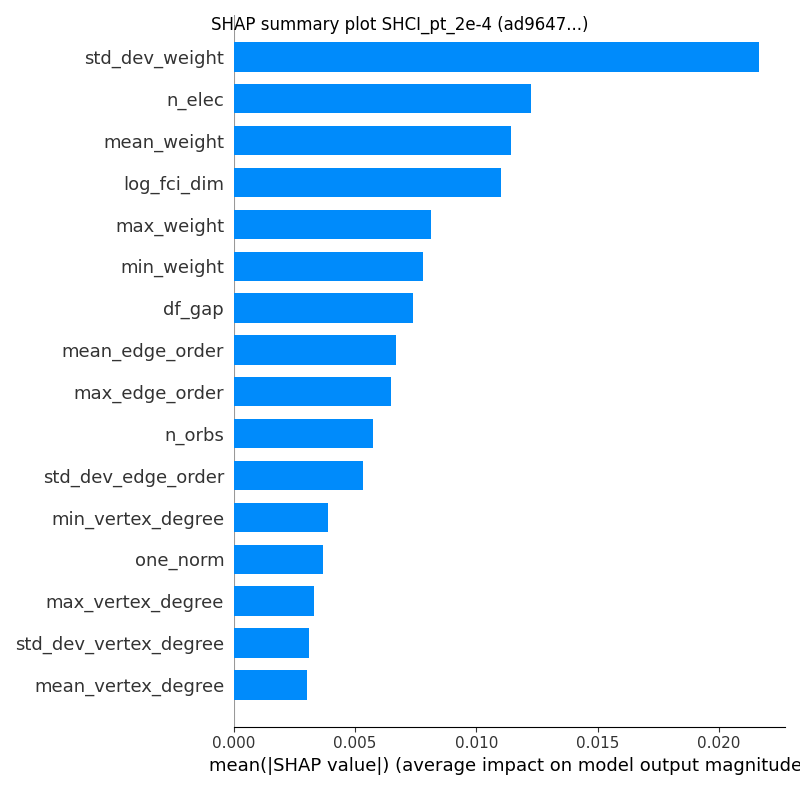 SHAP summary plot SHCI_pt_2e-4 (ad9647...)
std_dev_weight
n_elec
mean_weight
log_fci_dim
max_weight
min_weight
df_gap
mean_edge_order
max_edge_order
n_orbs
std_dev_edge_order
min_vertex_degree
one_norm
max_vertex_degree
std_dev_vertex_degree
mean_vertex_degree
0.000 0.005 0.010 0.015 0.020
mean(|SHAP value|) (average impact on model output magnitude